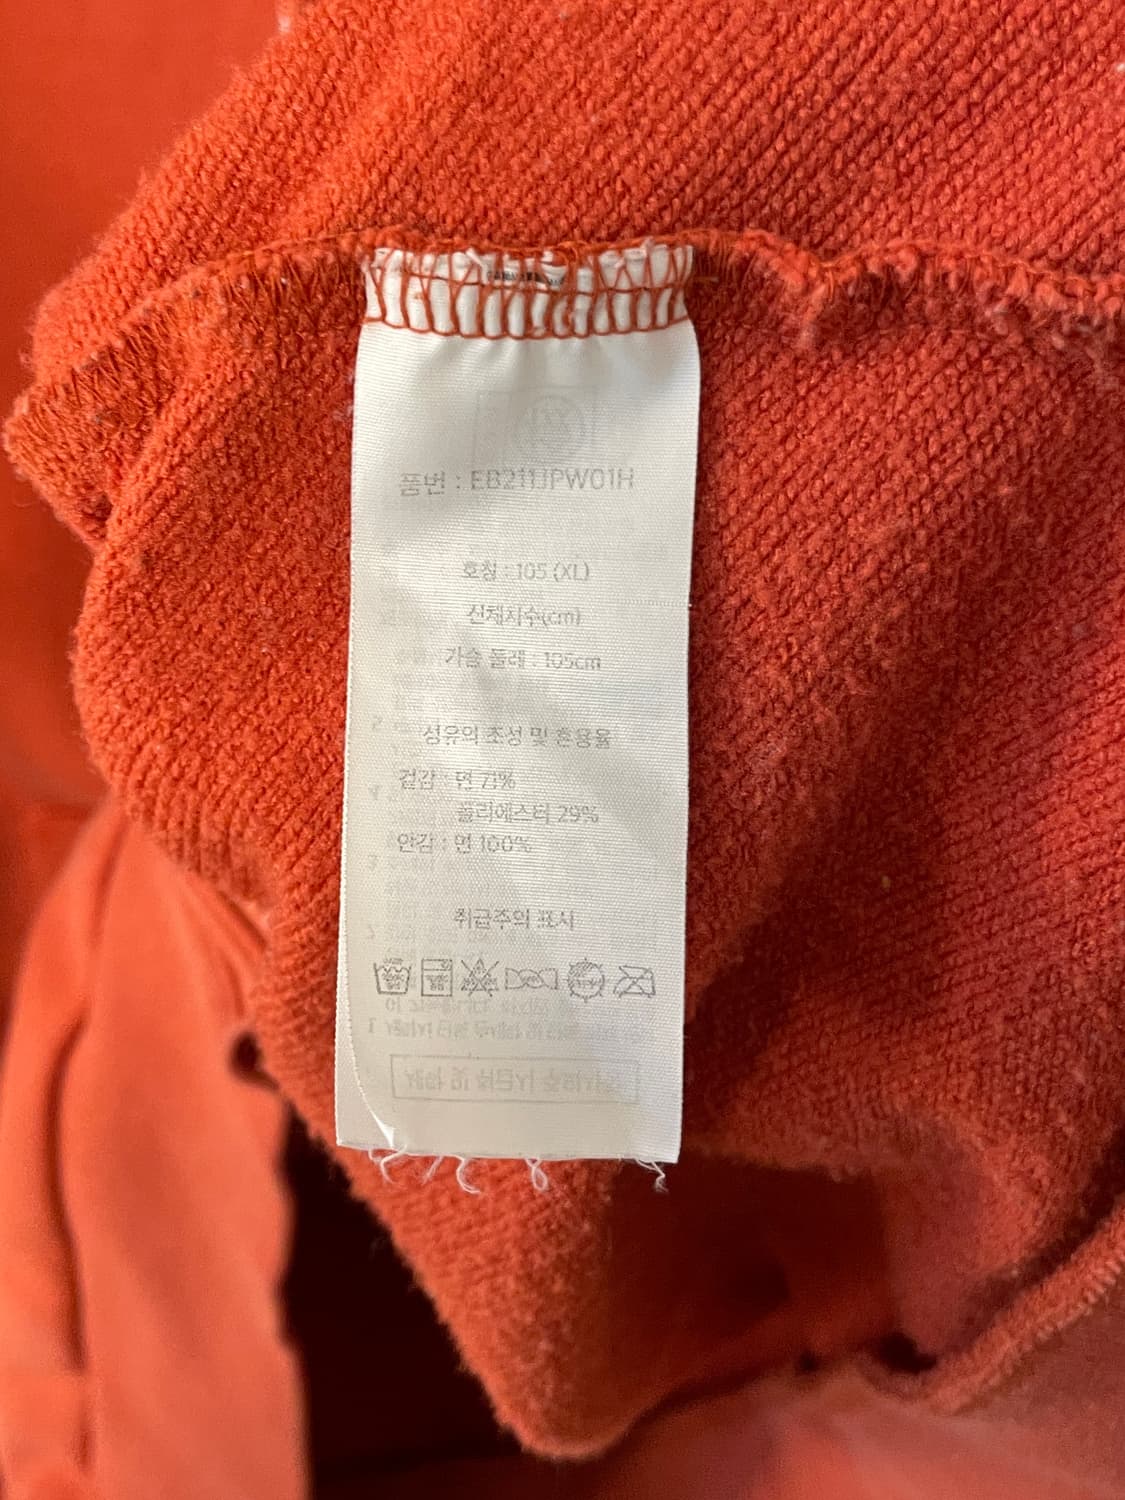 품번 : EB211JPW01H
호칭 : 105 (XL)
신체치수(cm)
가슴 둘레 : 105cm
섬유의 조성 및 혼용율
겉감 : 면 71%
폴리에스터 29%
안감 : 면 100%
취급주의 표시